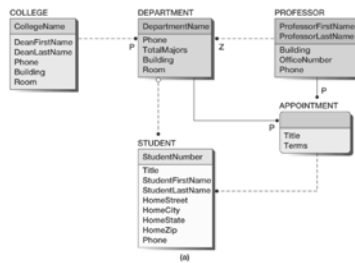 COLLEGE
CollegeName
DeanFirstName
DeanLastName
Phone
Building
Room
P
DEPARTMENT
DepartmentName
Phone
TotalMajors
Building
Room
Z
PROFESSOR
ProfessorFirstName
ProfessorLastName
Building
OfficeNumber
Phone
P
P
APPOINTMENT
Title
Terms
STUDENT
StudentNumber
Title
StudentFirstName
StudentLastName
HomeStreet
HomeCity
HomeState
HomeZip
Phone
(a)